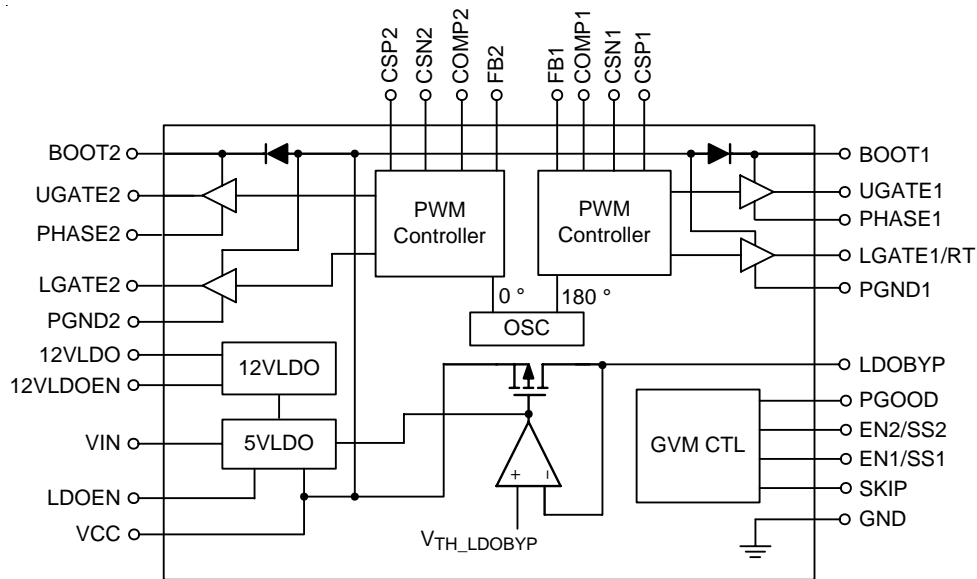 CSP2
CSN2
COMP2
FB2
FB1
COMP1
CSN1
CSP1
BOOT2
UGATE2
PHASE2
LGATE2
PGND2
12VLDO
12VLDOEN
VIN
LDOEN
VCC
PWM
Controller
PWM
Controller
0 °
180 °
OSC
12VLDO
5VLDO
+
-
VTH_LDOBYP
GVM CTL
BOOT1
UGATE1
PHASE1
LGATE1/RT
PGND1
LDOBYP
PGOOD
EN2/SS2
EN1/SS1
SKIP
GND